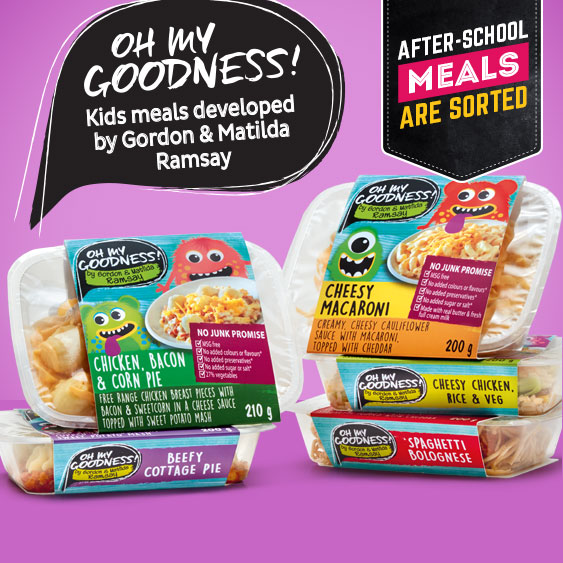 OH MY
GOODNESS!
Kids meals developed
by Gordon & Matilda
Ramsay
AFTER-SCHOOL
MEALS
ARE SORTED
OH MY
GOODNESS!
by Gordon & Matilda
Ramsay
NO JUNK PROMISE
MSG free
No added colours or flavours*
No added preservatives*
No added sugar or salt*
27% vegetables
CHICKEN, BACON
& CORN PIE
FREE RANGE CHICKEN BREAST PIECES WITH
BACON & SWEETCORN IN A CHEESE SAUCE
TOPPED WITH SWEET POTATO MASH
210 g
OH MY
GOODNESS!
by Gordon & Matilda
Ramsay
BEEFY
COTTAGE PIE
OH MY
GOODNESS!
by Gordon & Matilda
Ramsay
NO JUNK PROMISE
MSG free
No added colours or flavours*
No added preservatives*
No added sugar or salt*
Made with real butter & fresh
full cream milk
CHEESY
MACARONI
CREAMY, CHEESY CAULIFLOWER
SAUCE WITH MACARONI,
TOPPED WITH CHEDDAR
200 g
OH MY
GOODNESS!
by Gordon & Matilda
Ramsay
CHEESY CHICKEN,
RICE & VEG
OH MY
GOODNESS!
by Gordon & Matilda
Ramsay
SPAGHETTI
BOLOGNESE